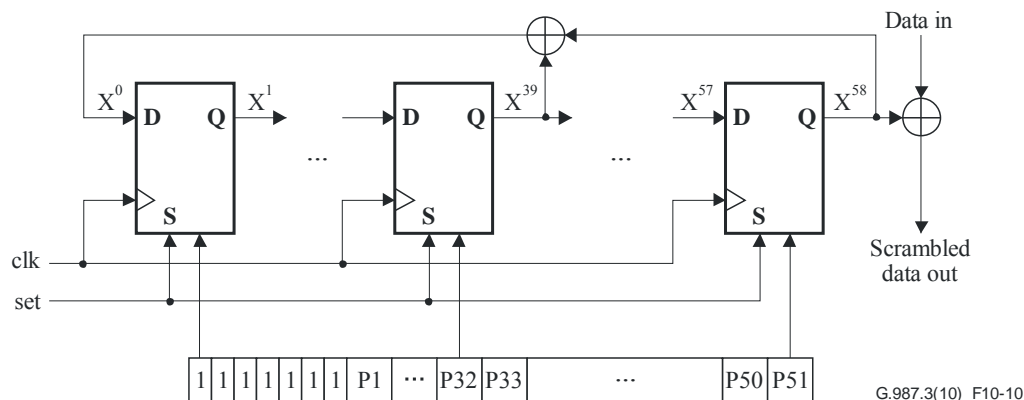 Data in
X0 X1 X39 X57 X58
D Q D Q D Q
... ...
S S S
clk
Scrambled
data out
set
1 1 1 1 1 1 1 P1 ... P32 P33 ... P50 P51
G.987.3(10)_F10-10